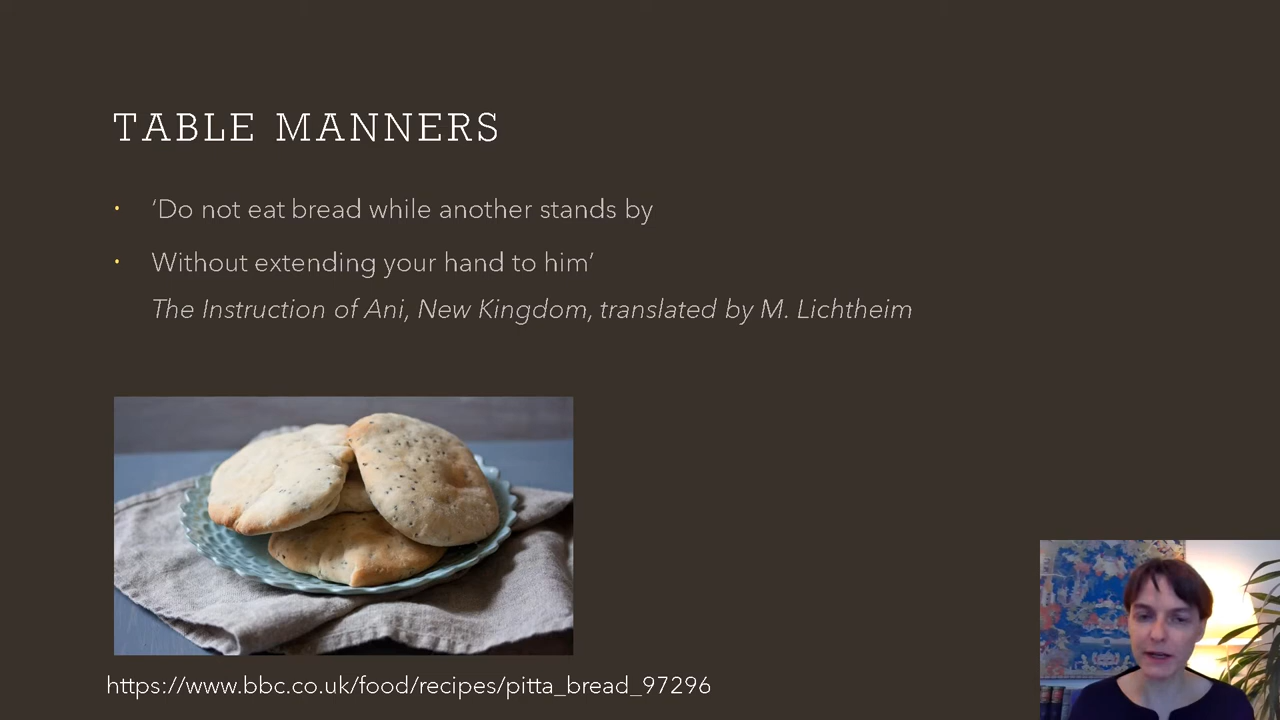 TABLE MANNERS
‘Do not eat bread while another stands by
Without extending your hand to him’
The Instruction of Ani, New Kingdom, translated by M. Lichtheim
https://www.bbc.co.uk/food/recipes/pitta_bread_97296